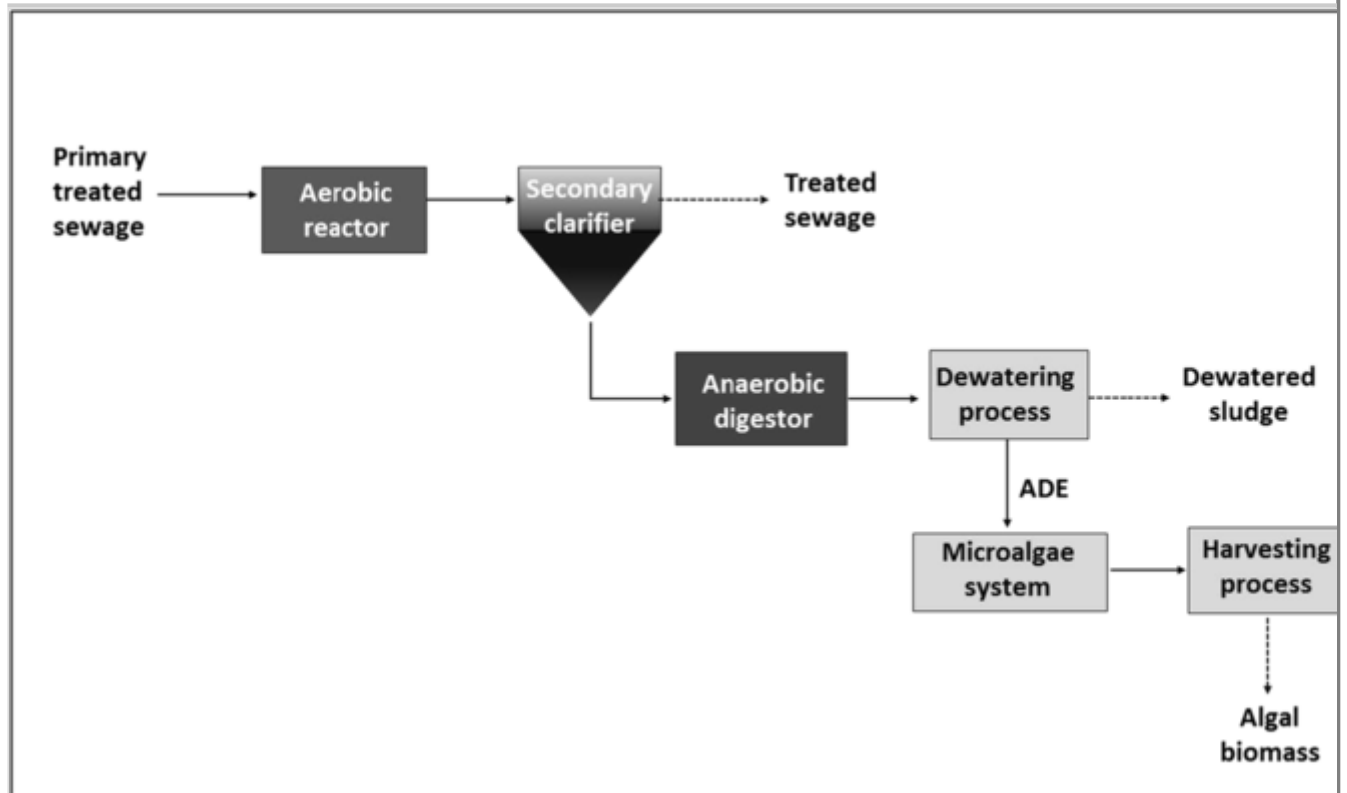 Primary
treated
sewage
Aerobic
reactor
Secondary
clarifier
Treated
sewage
Anaerobic
digestor
Dewatering
process
Dewatered
sludge
ADE
Microalgae
system
Harvesting
process
Algal
biomass